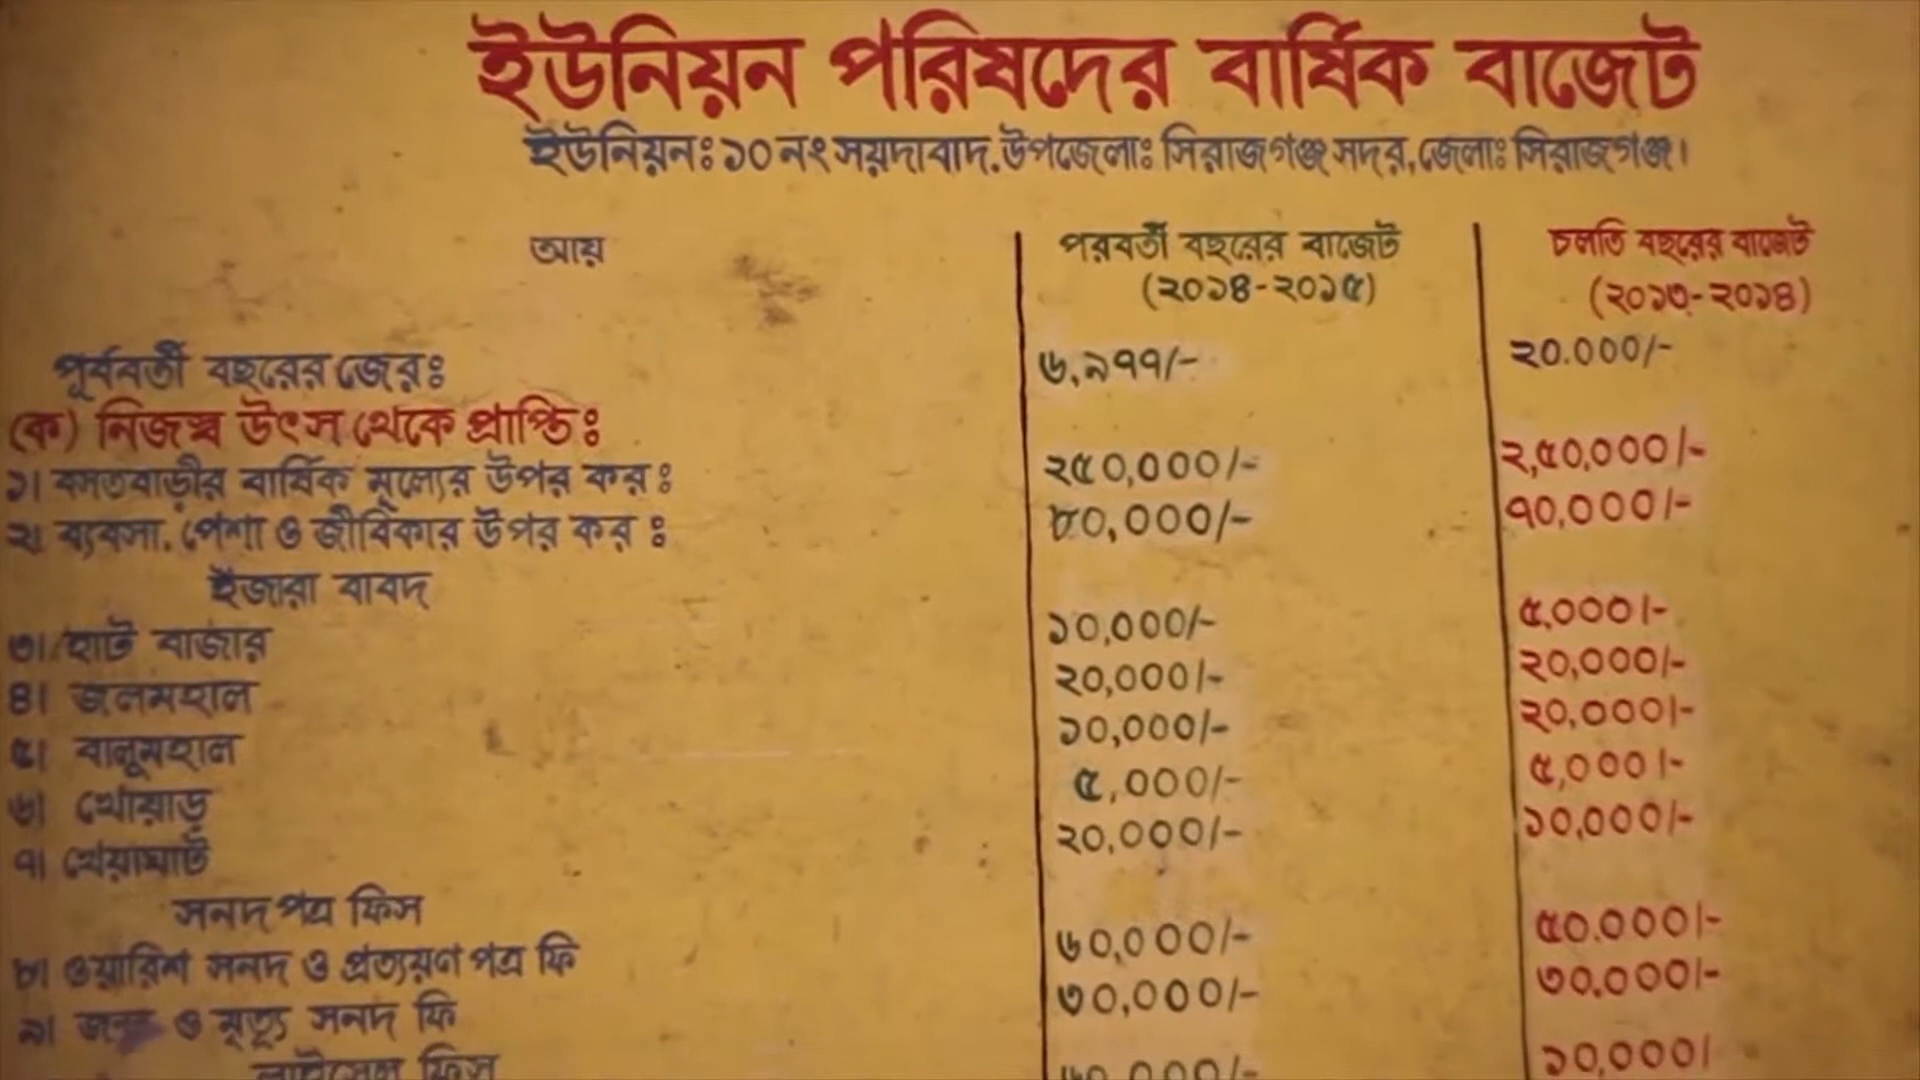 ইউনিয়ন পরিষদের বার্ষিক বাজেট
ইউনিয়নঃ ১০ নং সয়দাবাদ. উপজেলাঃ সিরাজগঞ্জ সদর, জেলাঃ সিরাজগঞ্জ।
আয় পরবর্তী বছরের বাজেট চলতি বছরের বাজেট
(২০১৪-২০১৫) (২০১৩-২০১৪)
পূর্ববর্তী বছরের জেরঃ ৬,৯৭৭/- ২০.০০০/-
(ক) নিজস্ব উৎস থেকে প্রাপ্তিঃ
১। বসতবাড়ীর বার্ষিক মূল্যের উপর করঃ ২৫০,০০০/- ২,৫০,০০০/-
২। ব্যবসা. পেশা ও জীবিকার উপর করঃ ৮০,০০০/- ৭০,০০০/-
ইজারা বাবদ
৩। হাট বাজার ১০,০০০/- ৫,০০০/-
৪। জলমহাল ২০,০০০/- ২০,০০০/-
৫। বালুমহাল ১০,০০০/- ২০,০০০/-
৬। খোয়াড় ৫,০০০/- ৫,০০০/-
৭। খেয়াঘাট ২০,০০০/- ১০,০০০/-
সনদ পত্র ফিস
৮। ওয়ারিশ সনদ ও প্রত্যয়ণ পত্র ফি ৬০,০০০/- ৫০.০০০/-
৯। জন্ম ও মৃত্যু সনদ ফি ৩০,০০০/- ৩০,০০০/-
লাইসেন্স ফিস ১০,০০০/